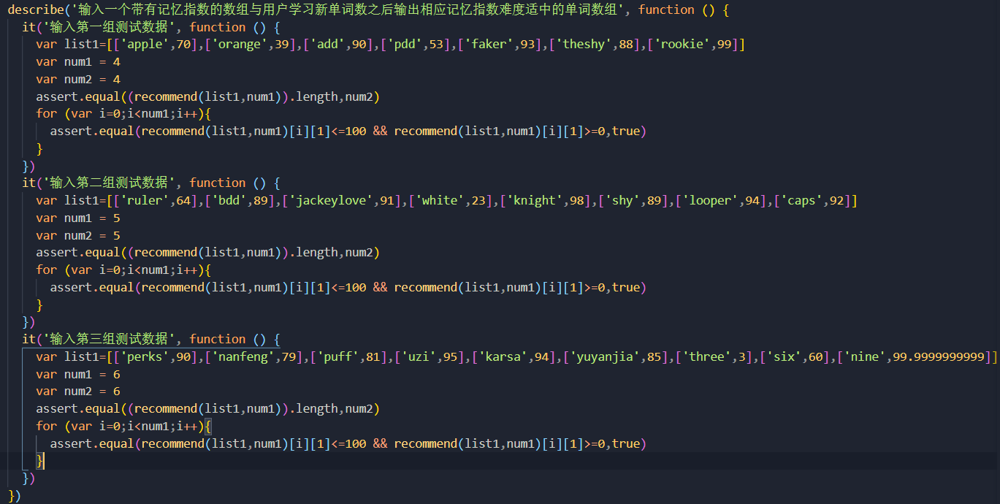 describe('输入一个带有记忆指数的数组与用户学习新单词数之后输出相应记忆指数难度适中的单词数组', function () {
  it('输入第一组测试数据', function () {
    var list1=[['apple',70],['orange',39],['add',90],['pdd',53],['faker',93],['theshy',88],['rookie',99]]
    var num1 = 4
    var num2 = 4
    assert.equal((recommend(list1,num1)).length,num2)
    for (var i=0;i<num1;i++){
      assert.equal(recommend(list1,num1)[i][1]<=100 && recommend(list1,num1)[i][1]>=0,true)
    }
  })
  it('输入第二组测试数据', function () {
    var list1=[['ruler',64],['bdd',89],['jackeylove',91],['white',23],['knight',98],['shy',89],['looper',94],['caps',92]]
    var num1 = 5
    var num2 = 5
    assert.equal((recommend(list1,num1)).length,num2)
    for (var i=0;i<num1;i++){
      assert.equal(recommend(list1,num1)[i][1]<=100 && recommend(list1,num1)[i][1]>=0,true)
    }
  })
  it('输入第三组测试数据', function () {
    var list1=[['perks',90],['nanfeng',79],['puff',81],['uzi',95],['karsa',94],['yuyanjia',85],['three',3],['six',60],['nine',99.9999999999]]
    var num1 = 6
    var num2 = 6
    assert.equal((recommend(list1,num1)).length,num2)
    for (var i=0;i<num1;i++){
      assert.equal(recommend(list1,num1)[i][1]<=100 && recommend(list1,num1)[i][1]>=0,true)
    }
  })
})